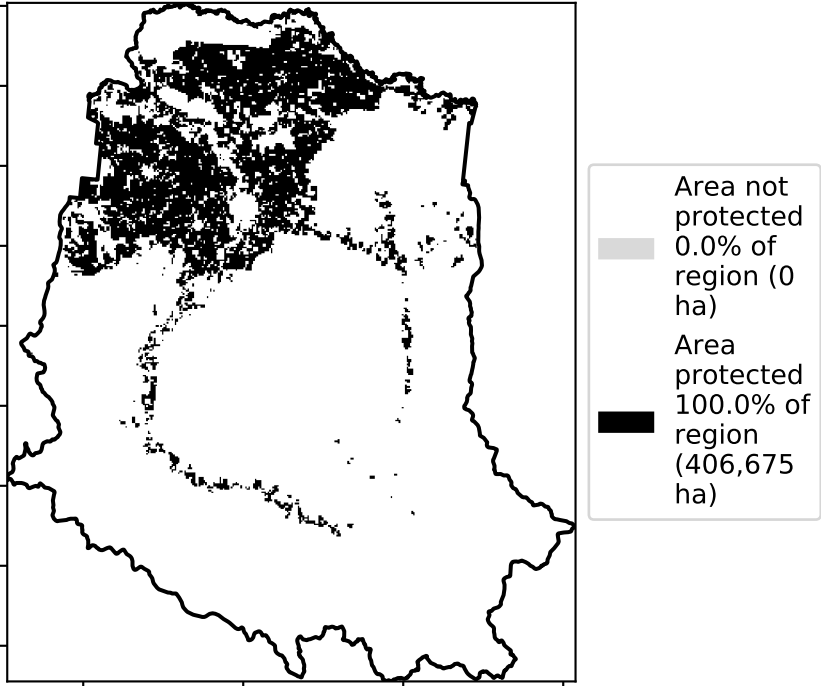 Area not
protected
0.0% of
region (0
ha)
Area
protected
100.0% of
region
(406,675
ha)